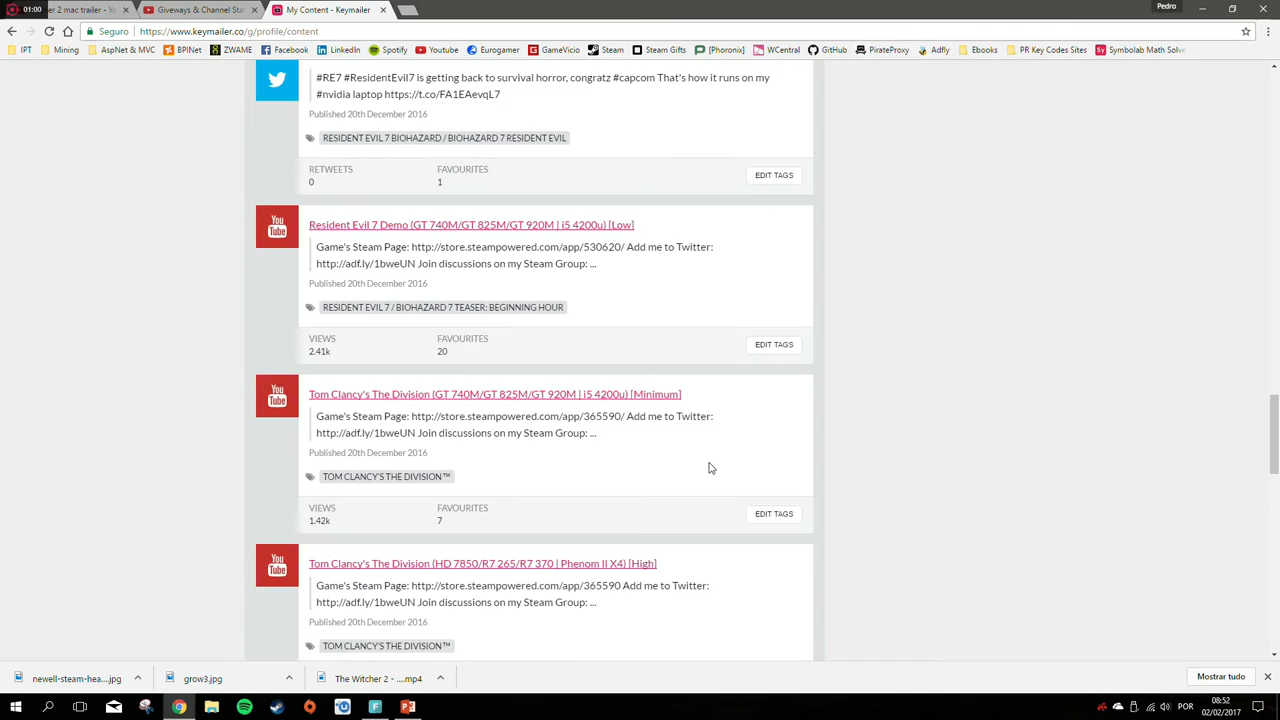 01:00
er 2 mac trailer - Yo
Giveways & Channel Stat
My Content - Keymailer
Pedro
Seguro
https://www.keymailer.co/g/profile/content
IPT Mining AspNet & MVC BPINet ZWAME Facebook LinkedIn Spotify Youtube Eurogamer GameVicio Steam Steam Gifts [Phoronix] WCentral GitHub PirateProxy Adfly Ebooks PR Key Codes Sites Symbolab Math Solve
#RE7 #ResidentEvil7 is getting back to survival horror, congratz #capcom That's how it runs on my
#nvidia laptop https://t.co/FA1EAevqL7
Published 20th December 2016
RESIDENT EVIL 7 BIOHAZARD / BIOHAZARD 7 RESIDENT EVIL
RETWEETS FAVOURITES
0 1
EDIT TAGS
You Tube
Resident Evil 7 Demo (GT 740M/GT 825M/GT 920M | i5 4200u) [Low]
Game's Steam Page: http://store.steampowered.com/app/530620/ Add me to Twitter:
http://adf.ly/1bweUN Join discussions on my Steam Group: ...
Published 20th December 2016
RESIDENT EVIL 7 / BIOHAZARD 7 TEASER: BEGINNING HOUR
VIEWS FAVOURITES
2.41k 20
EDIT TAGS
You Tube
Tom Clancy's The Division (GT 740M/GT 825M/GT 920M | i5 4200u) [Minimum]
Game's Steam Page: http://store.steampowered.com/app/365590/ Add me to Twitter:
http://adf.ly/1bweUN Join discussions on my Steam Group: ...
Published 20th December 2016
TOM CLANCY'S THE DIVISION™
VIEWS FAVOURITES
1.42k 7
EDIT TAGS
You Tube
Tom Clancy's The Division (HD 7850/R7 265/R7 370 | Phenom II X4) [High]
Game's Steam Page: http://store.steampowered.com/app/365590 Add me to Twitter:
http://adf.ly/1bweUN Join discussions on my Steam Group: ...
Published 20th December 2016
TOM CLANCY'S THE DIVISION™
newell-steam-hea....jpg grow3.jpg The Witcher 2 - ....mp4 Mostrar tudo
POR
08:52
02/02/2017